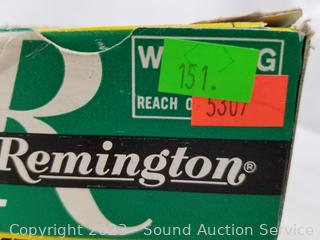 W G
151.
REACH O
5307
R
Remington®
Copyright 2023 - Sound Auction Service